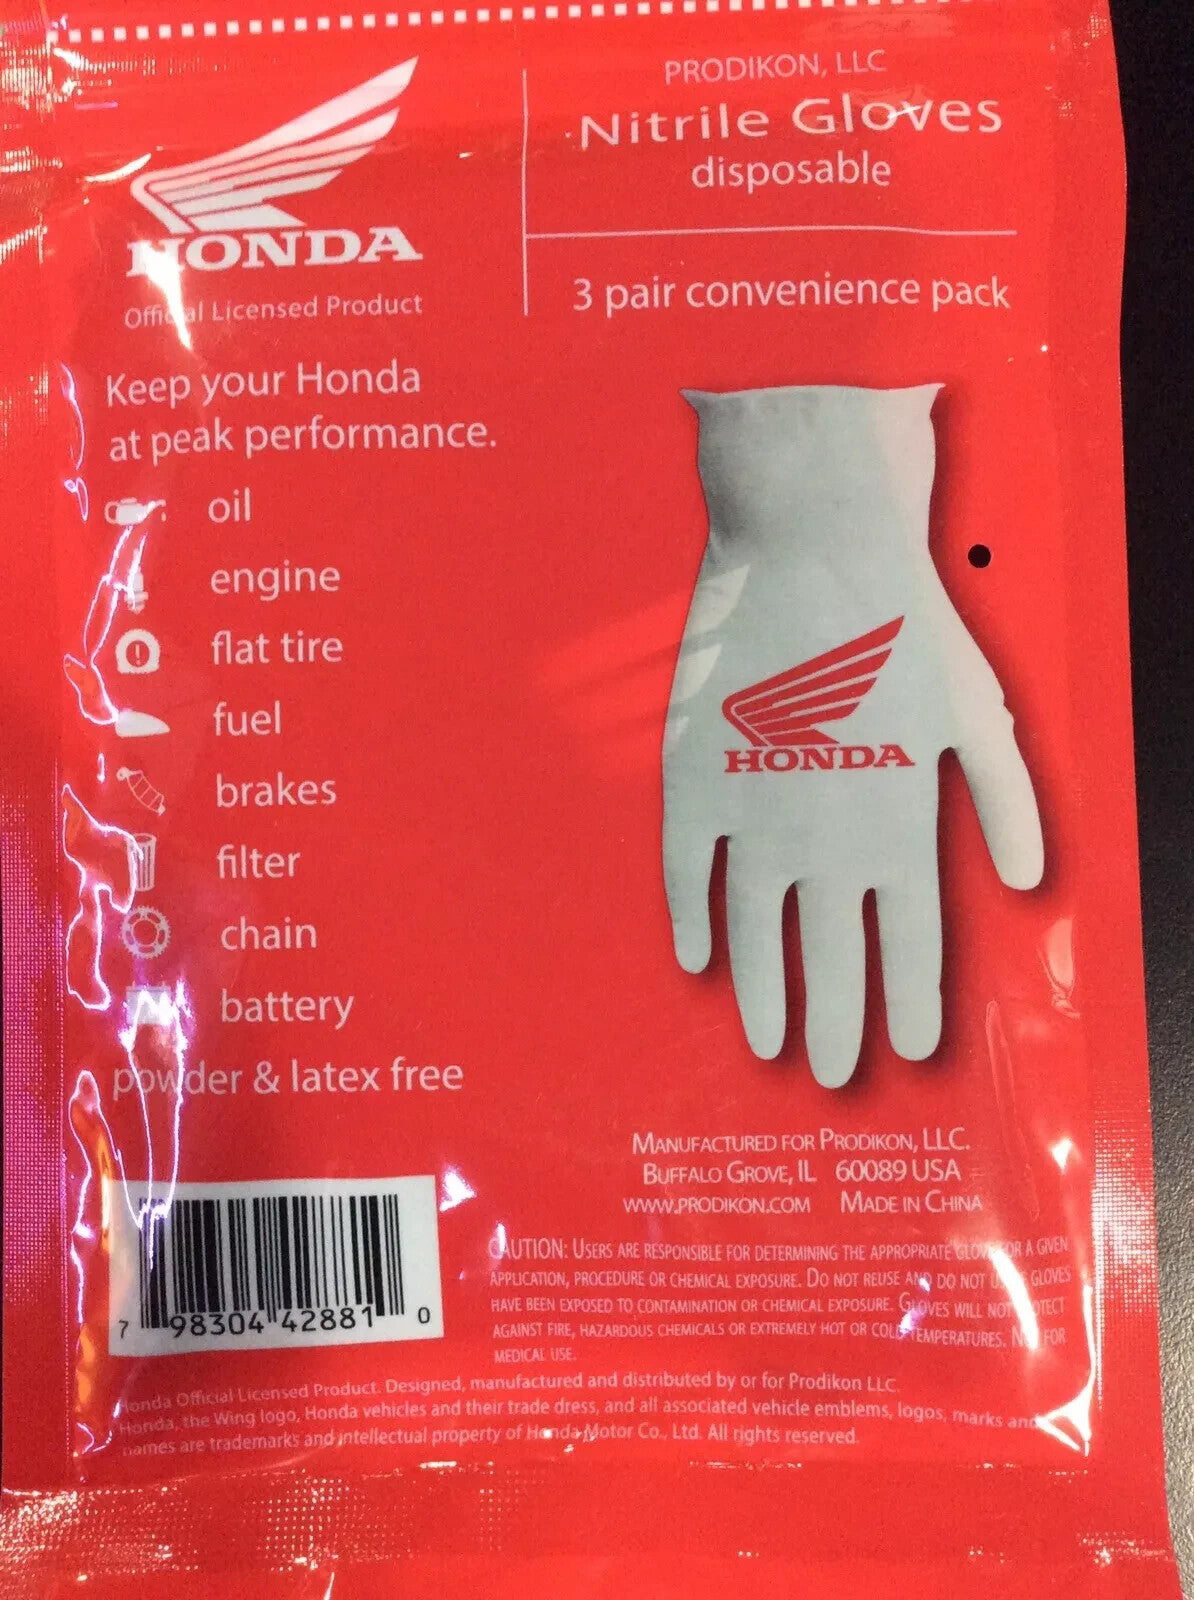 HONDA
Official Licensed Product
PRODIKON, LLC
Nitrile Gloves
disposable
3 pair convenience pack
Keep your Honda
at peak performance.
oil
engine
flat tire
fuel
brakes
filter
chain
battery
powder & latex free
HONDA
MANUFACTURED FOR PRODIKON, LLC.
BUFFALO GROVE, IL 60089 USA
WWW.PRODIKON.COM MADE IN CHINA
7 98304 42881 0
CAUTION: USERS ARE RESPONSIBLE FOR DETERMINING THE APPROPRIATE GLOVE FOR A GIVEN
APPLICATION, PROCEDURE OR CHEMICAL EXPOSURE. DO NOT REUSE AND DO NOT GLOVES
HAVE BEEN EXPOSED TO CONTAMINATION OR CHEMICAL EXPOSURE. GLOVES WILL NOT PROTECT
AGAINST FIRE, HAZARDOUS CHEMICALS OR EXTREMELY HOT OR COLD TEMPERATURES. NOT FOR
MEDICAL USE.
Honda Official Licensed Product. Designed, manufactured and distributed by or for Prodikon LLC.
Honda, the Wing logo, Honda vehicles and their trade dress, and all associated vehicle emblems, logos, marks and
names are trademarks and intellectual property of Honda Motor Co., Ltd. All rights reserved.